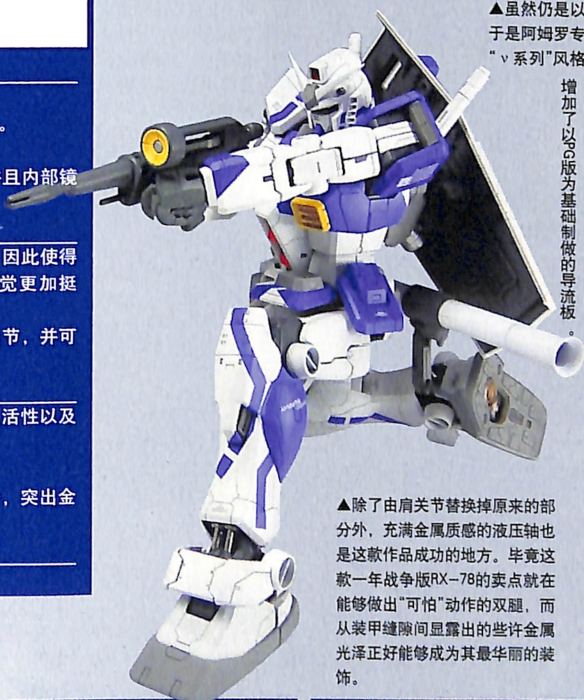 ▲虽然仍是以
于是阿姆罗专
“ν系列”风格
增加了以PG版为基础制做的导流板。
。
且内部镜
因此使得
觉更加挺
节，并可
活性以及
，突出金
▲除了由肩关节替换掉原来的部
分外，充满金属质感的液压轴也
是这款作品成功的地方。毕竟这
款一年战争版RX-78的卖点就在
能够做出“可怕”动作的双腿，而
从装甲缝隙间显露出的些许金属
光泽正好能够成为其最华丽的装
饰。